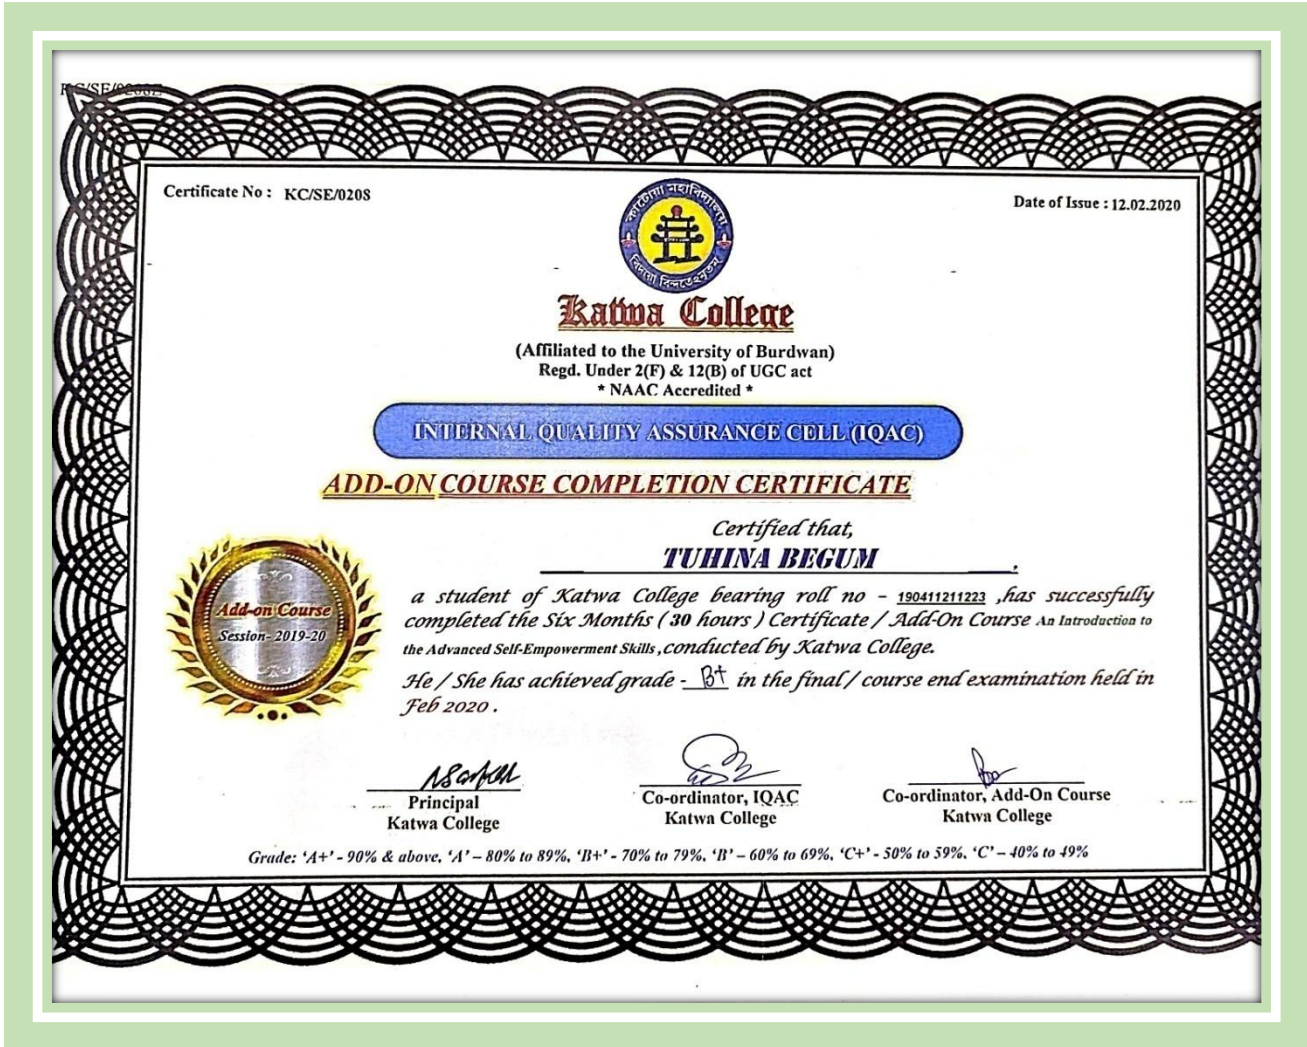 KC/SE/0208E
Certificate No : KC/SE/0208
Date of Issue : 12.02.2020
কাটোয়া মহাবিদ্যালয়
Katwa College
(Affiliated to the University of Burdwan)
Regd. Under 2(F) & 12(B) of UGC act
* NAAC Accredited *
INTERNAL QUALITY ASSURANCE CELL (IQAC)
ADD-ON COURSE COMPLETION CERTIFICATE
Certified that,
TUHINA BEGUM
a student of Katwa College bearing roll no - 190411211223 ,has successfully
completed the Six Months ( 30 hours ) Certificate / Add-On Course An Introduction to
the Advanced Self-Empowerment Skills , conducted by Katwa College.
He / She has achieved grade - B+ in the final / course end examination held in
Feb 2020 .
Add-on Course
Session- 2019-20
Principal
Katwa College
Co-ordinator, IQAC
Katwa College
Co-ordinator, Add-On Course
Katwa College
Grade: ‘A+’ - 90% & above, ‘A’ – 80% to 89%, ‘B+’ - 70% to 79%, ‘B’ – 60% to 69%, ‘C+’ - 50% to 59%, ‘C’ – 40% to 49%